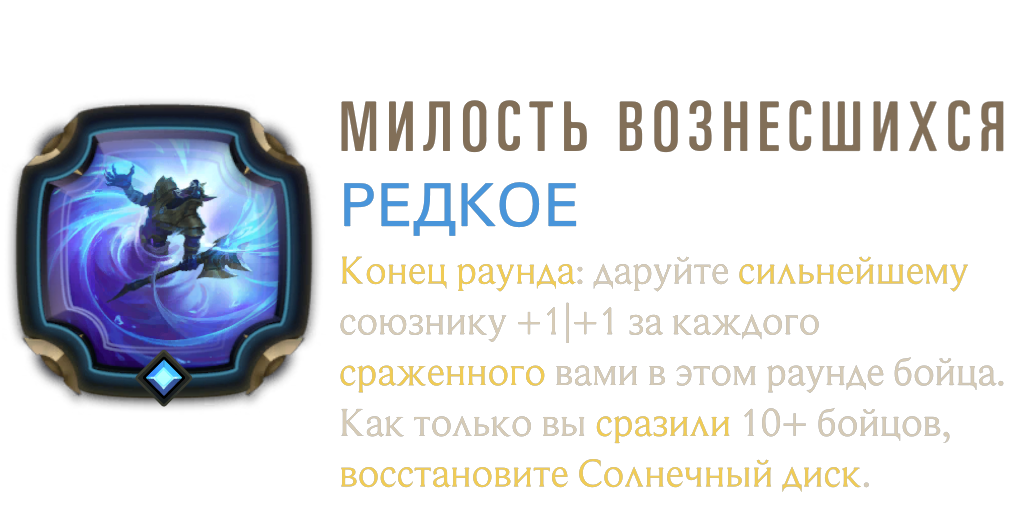 МИЛОСТЬ ВОЗНЕСШИХСЯ
РЕДКОЕ
Конец раунда: даруйте сильнейшему
союзнику +1|+1 за каждого
сраженного вами в этом раунде бойца.
Как только вы сразили 10+ бойцов,
восстановите Солнечный диск.